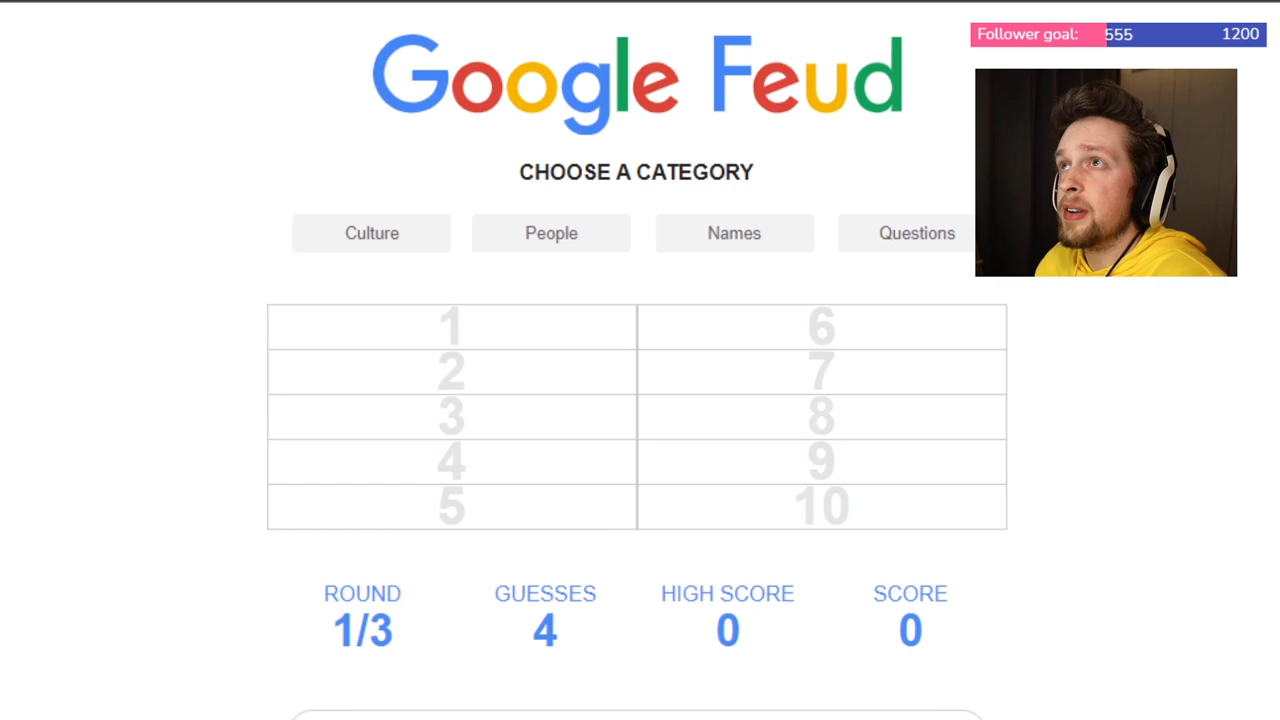 Google Feud
Follower goal: 555 1200
CHOOSE A CATEGORY
Culture People Names Questions
1 6
2 7
3 8
4 9
5 10
ROUND GUESSES HIGH SCORE SCORE
1/3 4 0 0